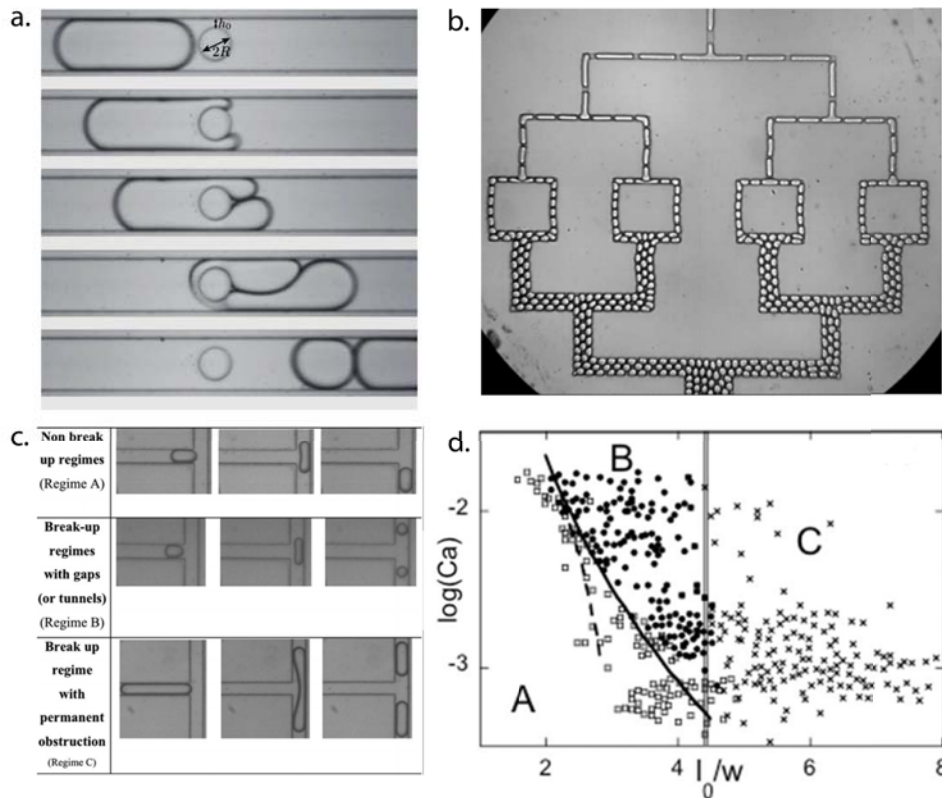 a.
h₀
2R
b.
c.
Non break
up regimes
(Regime A)
Break-up
regimes
with gaps
(or tunnels)
(Regime B)
Break up
regime
with
permanent
obstruction
(Regime C)
d.
B
C
A
log(Ca)
-2
-3
2
4
6
8
l₀/w